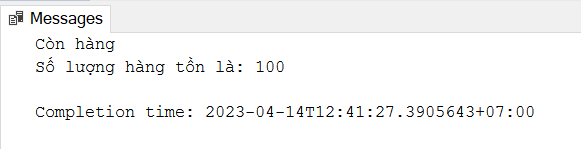 Messages
Còn hàng
Số lượng hàng tồn là: 100
Completion time: 2023-04-14T12:41:27.3905643+07:00